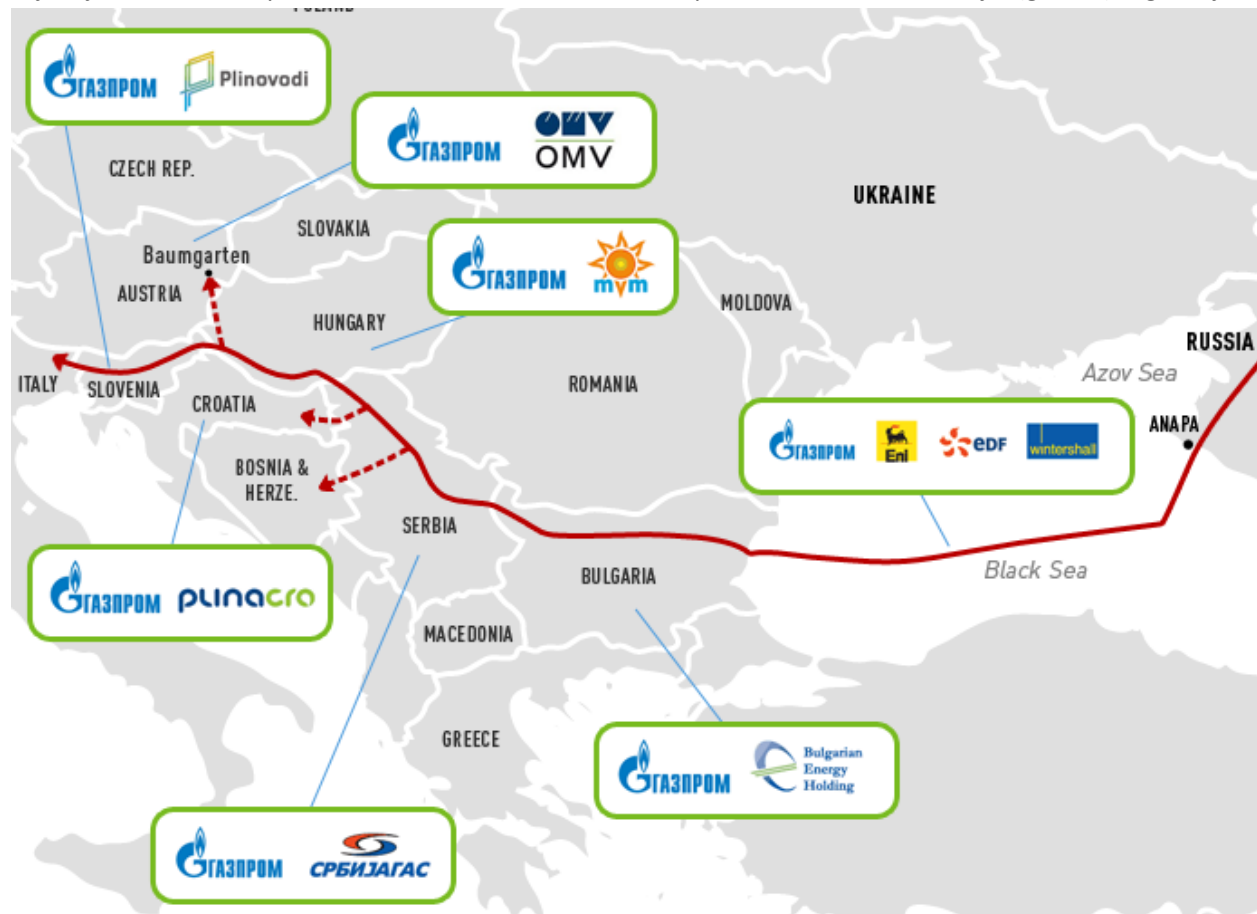 POLAND
ГАЗПРОМ
Plinovodi
ГАЗПРОМ
OMV
OMV
CZECH REP.
UKRAINE
SLOVAKIA
Baumgarten
ГАЗПРОМ
mvm
AUSTRIA
MOLDOVA
HUNGARY
RUSSIA
Azov Sea
ITALY
SLOVENIA
ROMANIA
CROATIA
ANAPA
ГАЗПРОМ
Eni
eDF
wintershall
BOSNIA &
HERZE.
SERBIA
Black Sea
BULGARIA
ГАЗПРОМ
PLINACRO
MACEDONIA
GREECE
ГАЗПРОМ
Bulgarian
Energy
Holding
ГАЗПРОМ
СРБИЈАГАС